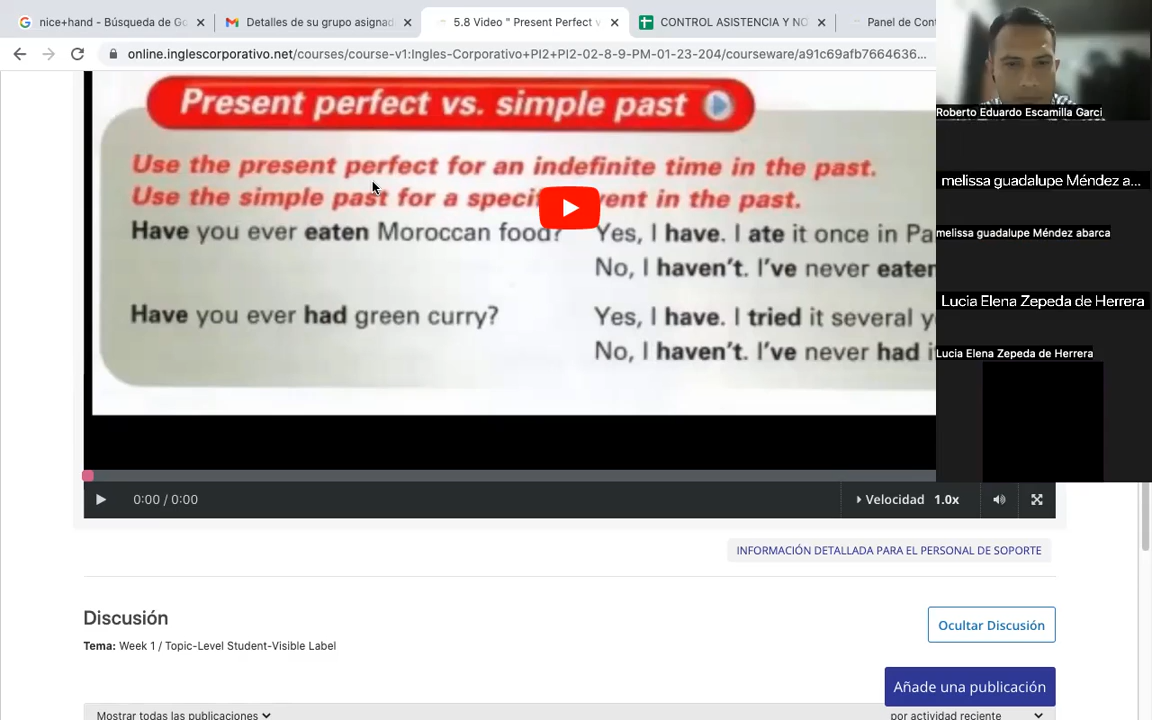 nice+hand - Búsqueda de Go
Detalles de su grupo asignad
5.8 Video " Present Perfect v
CONTROL ASISTENCIA Y NO
Panel de Con
online.inglescorporativo.net/courses/course-v1:Ingles-Corporativo+PI2+PI2-02-8-9-PM-01-23-204/courseware/a91c69afb7664636...
Present perfect vs. simple past
Use the present perfect for an indefinite time in the past.
Use the simple past for a speci vent in the past.
Have you ever eaten Moroccan food? Yes, I have. I ate it once in Pa
No, I haven't. I've never eaten
Have you ever had green curry? Yes, I have. I tried it several y
No, I haven't. I've never had i
Roberto Eduardo Escamilla Garci
melissa guadalupe Méndez a...
melissa guadalupe Méndez abarca
Lucia Elena Zepeda de Herrera
Lucia Elena Zepeda de Herrera
0:00 / 0:00
Velocidad 1.0x
INFORMACIÓN DETALLADA PARA EL PERSONAL DE SOPORTE
Discusión
Ocultar Discusión
Tema: Week 1 / Topic-Level Student-Visible Label
Añade una publicación
Mostrar todas las publicaciones
por actividad reciente